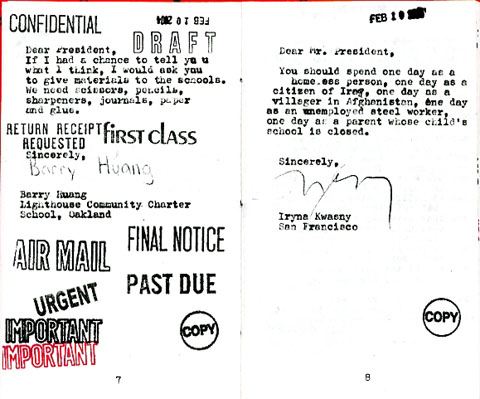 CONFIDENTIAL
FEB 10 2004
DRAFT
Dear President,
If I had a chance to tell you
what I think, I would ask you
to give materials to the schools.
We need scissors, pencils,
sharpeners, journals, paper
and glue.
RETURN RECEIPT
REQUESTED
first class
Sincerely,
Barry Huang
Barry Huang
Lighthouse Community Charter
School, Oakland
AIR MAIL
FINAL NOTICE
PAST DUE
URGENT
IMPORTANT
IMPORTANT
COPY
7
FEB 10
Dear Mr. President,
You should spend one day as a
homeless person, one day as a
citizen of Iraq, one day as a
villager in Afghanistan, one day
as an unemployed steel worker,
one day as a parent whose child's
school is closed.
Sincerely,
Iryna Kwasny
San Francisco
COPY
8